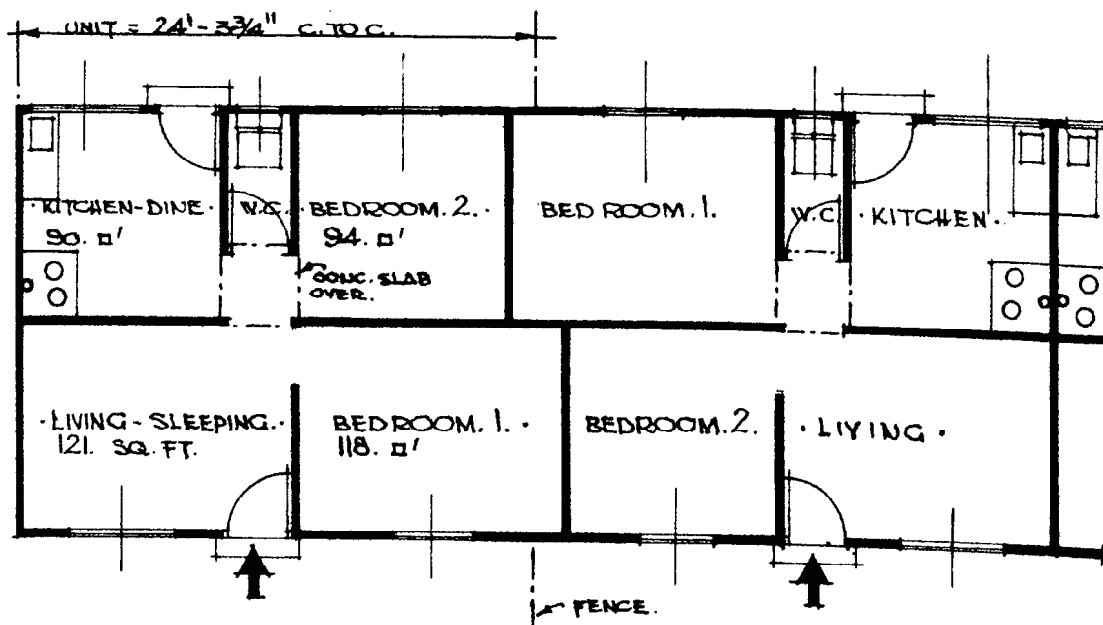 UNIT = 24'-3¾" C. TO C.
· KITCHEN-DINE ·
90. □'
W.C.
· BEDROOM. 2. ·
94. □'
CONC. SLAB
OVER.
BED ROOM. 1.
W.C.
· KITCHEN ·
· LIVING - SLEEPING. ·
121. SQ. FT.
BEDROOM. 1. ·
118. □'
BEDROOM. 2.
· LIVING ·
FENCE.